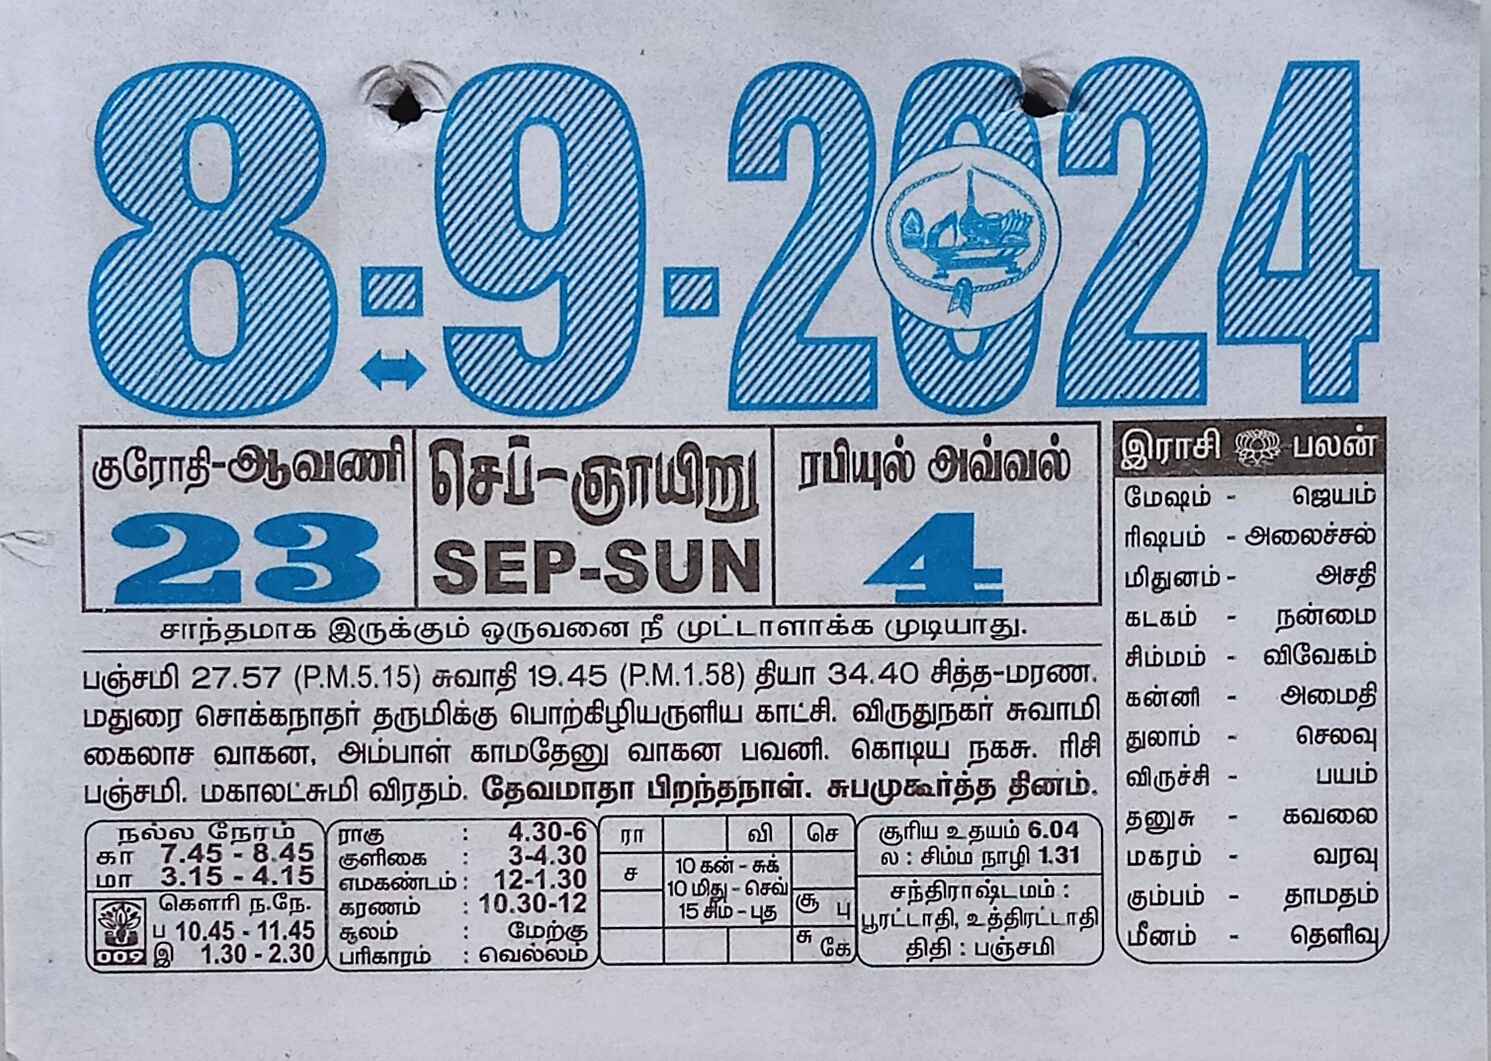 8-9-2024
குரோதி-ஆவணி
23
செப்-ஞாயிறு
SEP-SUN
ரபியுல் அவ்வல்
4
சாந்தமாக இருக்கும் ஒருவனை நீ முட்டாளாக்க முடியாது.
பஞ்சமி 27.57 (P.M.5.15) சுவாதி 19.45 (P.M.1.58) தியா 34.40 சித்த-மரண.
மதுரை சொக்கநாதர் தருமிக்கு பொற்கிழியருளிய காட்சி. விருதுநகர் சுவாமி
கைலாச வாகன, அம்பாள் காமதேனு வாகன பவனி. கொடிய நகசு. ரிசி
பஞ்சமி. மகாலட்சுமி விரதம். தேவமாதா பிறந்தநாள். சுபமுகூர்த்த தினம்.
நல்ல நேரம்
கா 7.45 - 8.45
மா 3.15 - 4.15
கௌரி ந.நே.
ப 10.45 - 11.45
இ 1.30 - 2.30
009
ராகு : 4.30-6
குளிகை : 3-4.30
எமகண்டம் : 12-1.30
கரணம் : 10.30-12
சூலம் : மேற்கு
பரிகாரம் : வெல்லம்
ரா வி செ
ச
10 கன் - சுக்
10 மிது - செவ்
15 சிம் - புத
சூ பு
சு கே
சூரிய உதயம் 6.04
ல : சிம்ம நாழி 1.31
சந்திராஷ்டமம் :
பூரட்டாதி, உத்திரட்டாதி
திதி : பஞ்சமி
இராசி பலன்
மேஷம் - ஜெயம்
ரிஷபம் - அலைச்சல்
மிதுனம் - அசதி
கடகம் - நன்மை
சிம்மம் - விவேகம்
கன்னி - அமைதி
துலாம் - செலவு
விருச்சி - பயம்
தனுசு - கவலை
மகரம் - வரவு
கும்பம் - தாமதம்
மீனம் - தெளிவு